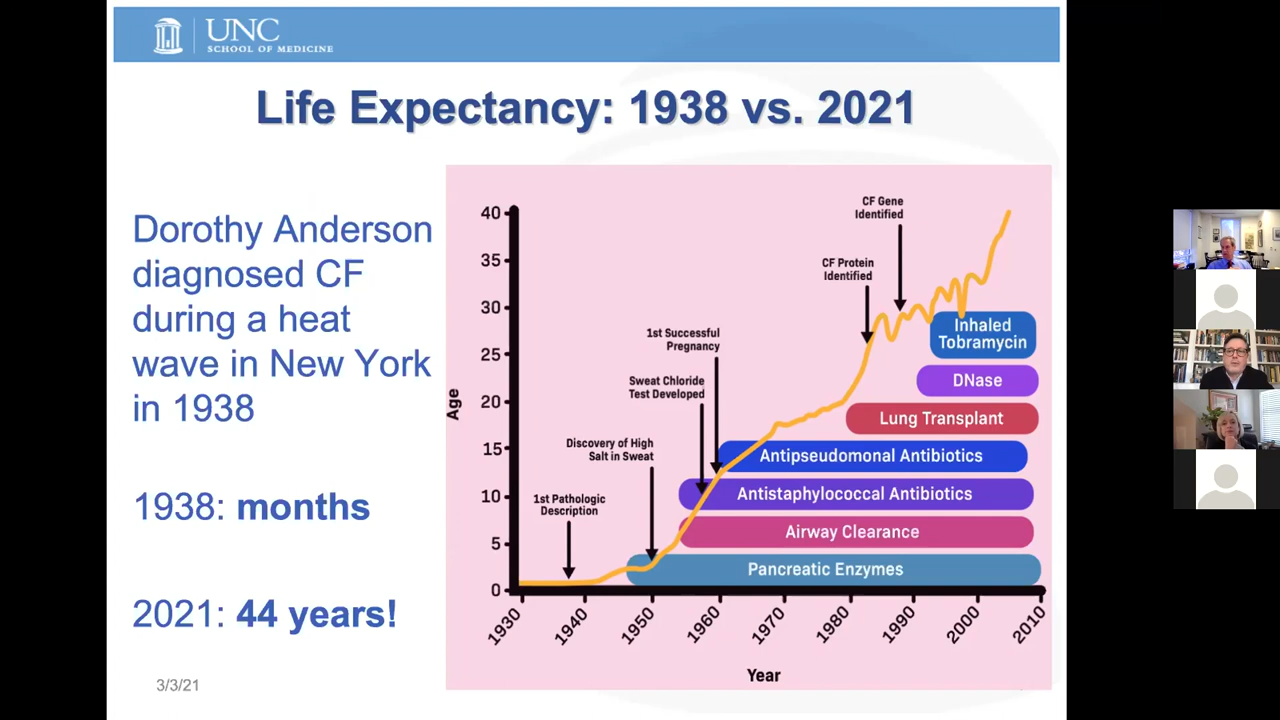 UNC
SCHOOL OF MEDICINE
Life Expectancy: 1938 vs. 2021
Dorothy Anderson
diagnosed CF
during a heat
wave in New York
in 1938
1938: months
2021: 44 years!
3/3/21
Age
40
35
30
25
20
15
10
5
0
CF Gene
Identified
CF Protein
Identified
1st Successful
Pregnancy
Sweat Chloride
Test Developed
Discovery of High
Salt in Sweat
1st Pathologic
Description
Inhaled
Tobramycin
DNase
Lung Transplant
Antipseudomonal Antibiotics
Antistaphylococcal Antibiotics
Airway Clearance
Pancreatic Enzymes
1930
1940
1950
1960
1970
1980
1990
2000
2010
Year